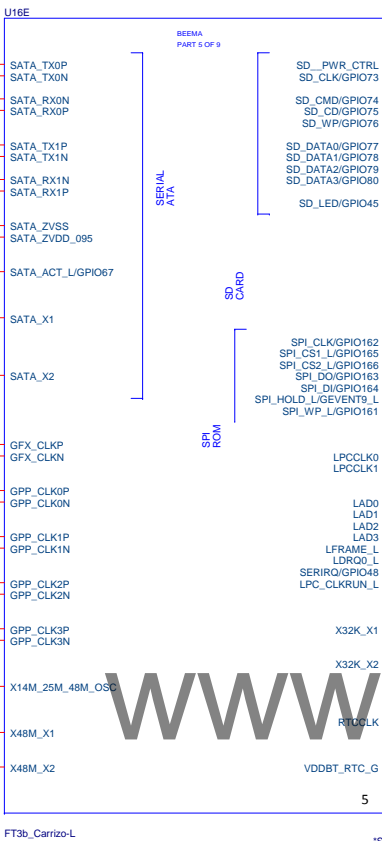 U16E
BEEMA
PART 5 OF 9
SATA_TX0P
SATA_TX0N
SATA_RX0N
SATA_RX0P
SATA_TX1P
SATA_TX1N
SATA_RX1N
SATA_RX1P
SATA_ZVSS
SATA_ZVDD_095
SATA_ACT_L/GPIO67
SATA_X1
SATA_X2
GFX_CLKP
GFX_CLKN
GPP_CLK0P
GPP_CLK0N
GPP_CLK1P
GPP_CLK1N
GPP_CLK2P
GPP_CLK2N
GPP_CLK3P
GPP_CLK3N
X14M_25M_48M_OSC
X48M_X1
X48M_X2
SERIAL
ATA
SD
CARD
SPI
ROM
SD__PWR_CTRL
SD_CLK/GPIO73
SD_CMD/GPIO74
SD_CD/GPIO75
SD_WP/GPIO76
SD_DATA0/GPIO77
SD_DATA1/GPIO78
SD_DATA2/GPIO79
SD_DATA3/GPIO80
SD_LED/GPIO45
SPI_CLK/GPIO162
SPI_CS1_L/GPIO165
SPI_CS2_L/GPIO166
SPI_DO/GPIO163
SPI_DI/GPIO164
SPI_HOLD_L/GEVENT9_L
SPI_WP_L/GPIO161
LPCCLK0
LPCCLK1
LAD0
LAD1
LAD2
LAD3
LFRAME_L
LDRQ0_L
SERIRQ/GPIO48
LPC_CLKRUN_L
X32K_X1
X32K_X2
www
RTCCLK
VDDBT_RTC_G
5
FT3b_Carrizo-L